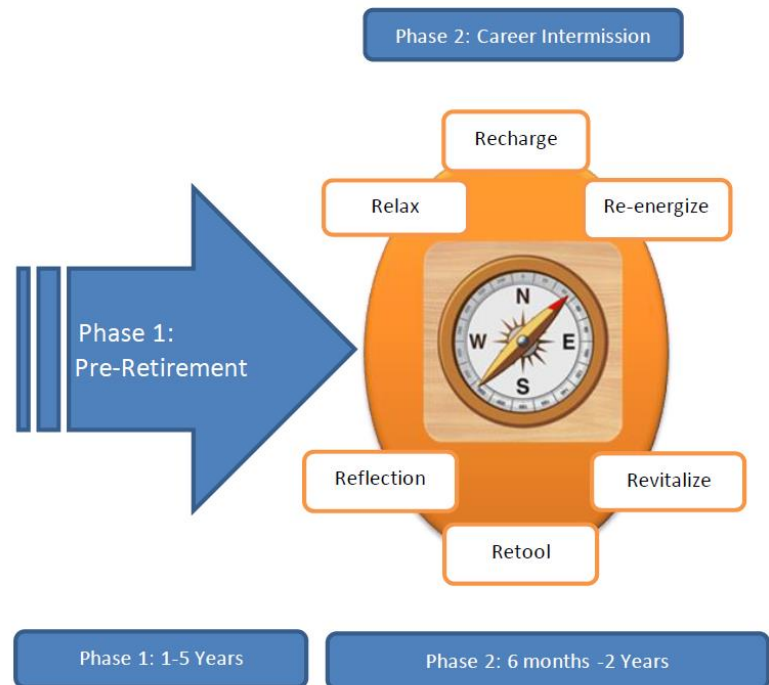 Phase 2: Career Intermission
Recharge
Relax
Re-energize
Phase 1:
Pre-Retirement
N
W
E
S
Reflection
Revitalize
Retool
Phase 1: 1-5 Years
Phase 2: 6 months -2 Years